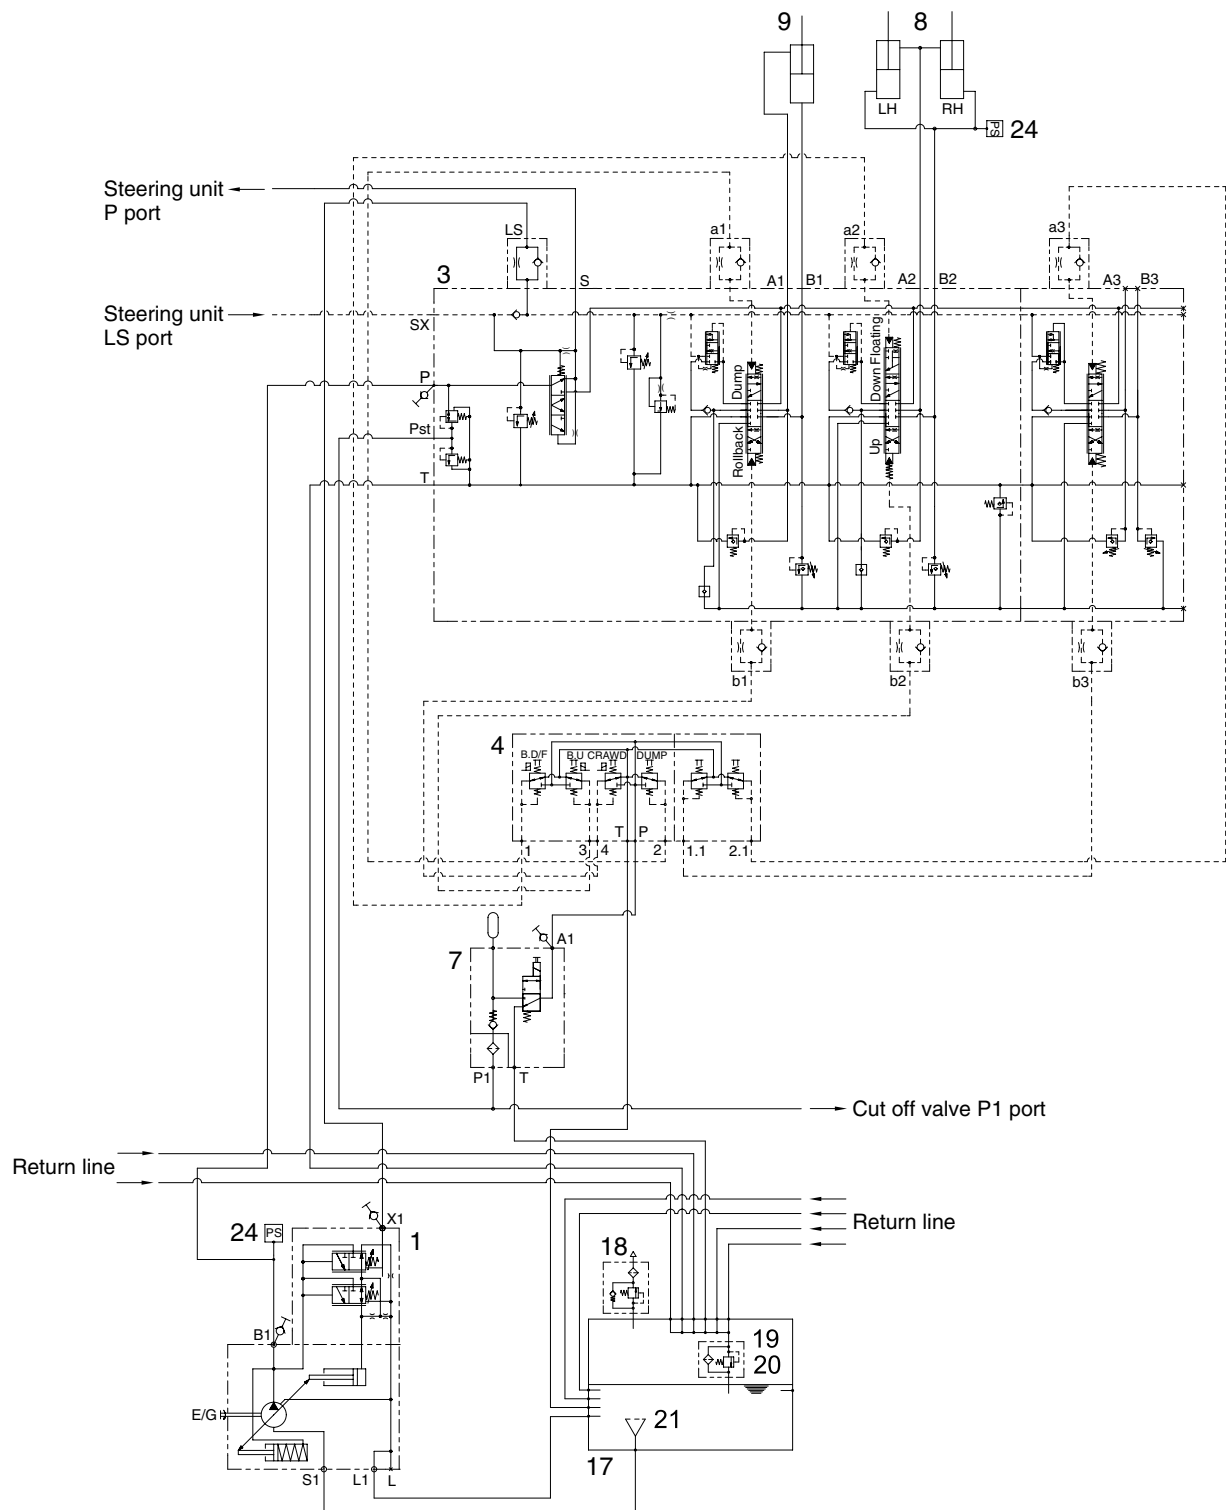 9
8
LH
RH
PS
24
Steering unit
P port
LS
a1
a2
a3
3
S
A1
B1
A2
B2
A3
B3
Steering unit
LS port
SX
P
Pst
T
Dump
Rollback
Down Floating
Up
b1
b2
b3
4
B.D/F
B.U
CRAWD
DUMP
T
P
1
3
4
2
1.1
2.1
7
A1
P1
T
Cut off valve P1 port
Return line
Return line
24
PS
X1
1
18
B1
19
20
E/G
21
S1
L1
L
17